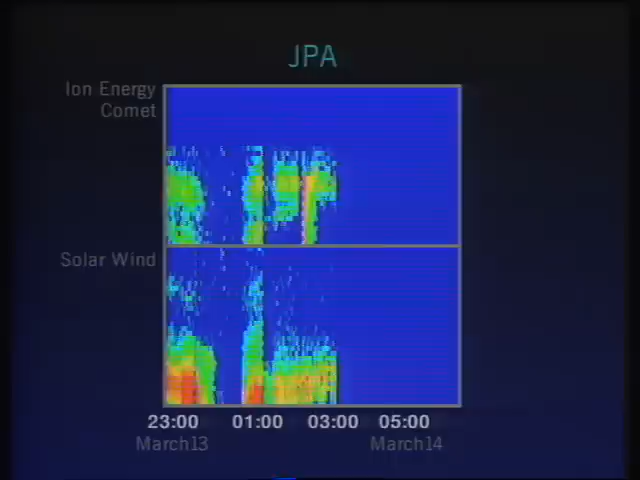 JPA
Ion Energy
Comet
Solar Wind
23:00 01:00 03:00 05:00
March13 March14